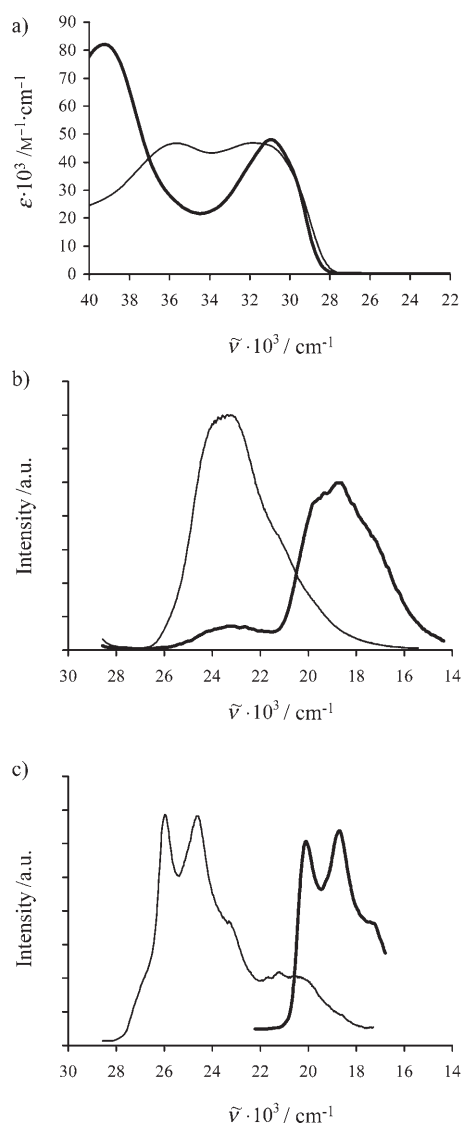 a)
90
80
70
60
50
40
30
20
10
0
ε·10³ /M⁻¹·cm⁻¹
40 38 36 34 32 30 28 26 24 22
ν̃ ·10³ / cm⁻¹
b)
Intensity /a.u.
30 28 26 24 22 20 18 16 14
ν̃ ·10³ / cm⁻¹
c)
Intensity /a.u.
30 28 26 24 22 20 18 16 14
ν̃ ·10³ / cm⁻¹